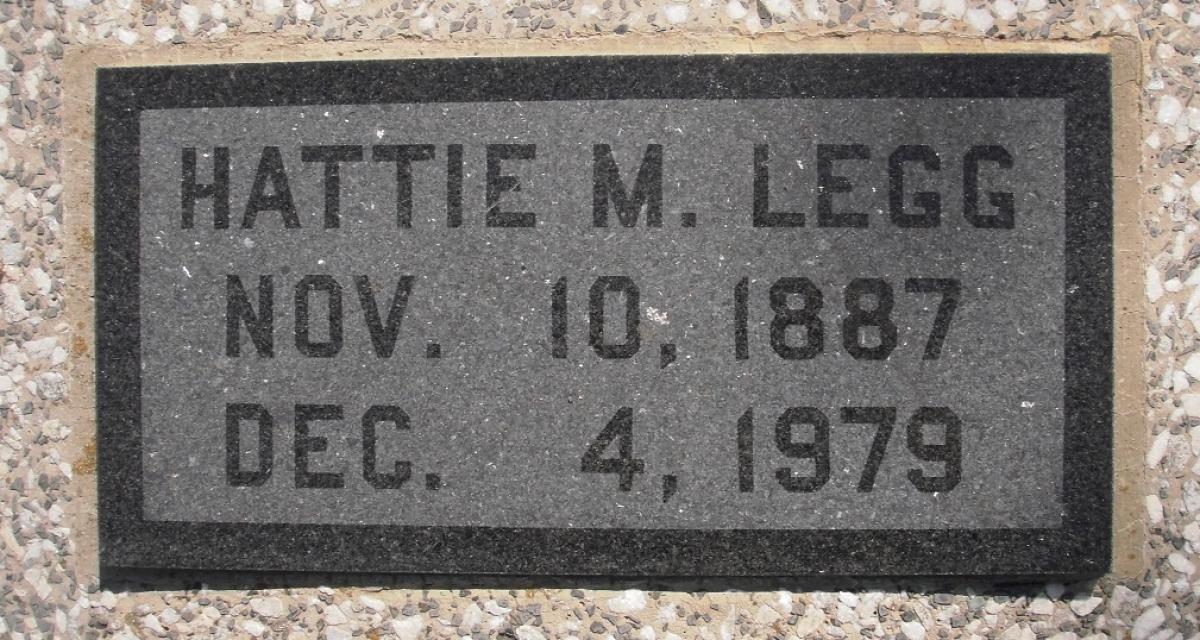 HATTIE M. LEGG
NOV. 10, 1887
DEC. 4, 1979